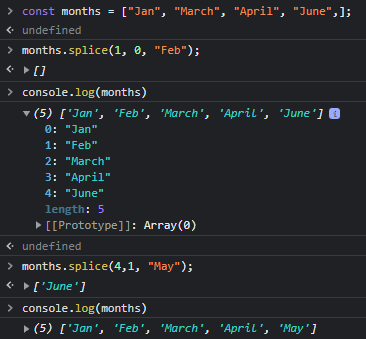 > const months = ["Jan", "March", "April", "June",];
< undefined
> months.splice(1, 0, "Feb");
< ▶ []
> console.log(months)
▼ (5) ['Jan', 'Feb', 'March', 'April', 'June'] i
0: "Jan"
1: "Feb"
2: "March"
3: "April"
4: "June"
length: 5
▶ [[Prototype]]: Array(0)
< undefined
> months.splice(4,1, "May");
< ▶ ['June']
> console.log(months)
▶ (5) ['Jan', 'Feb', 'March', 'April', 'May']